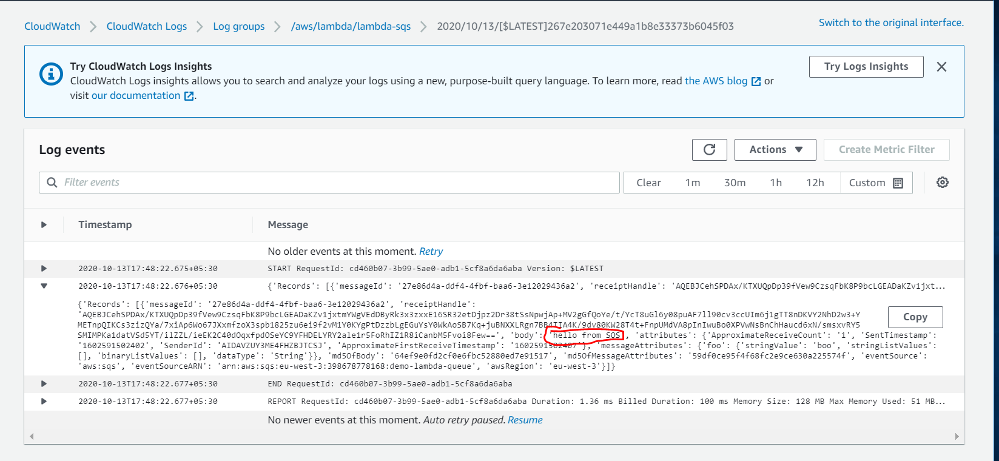 CloudWatch > CloudWatch Logs > Log groups > /aws/lambda/lambda-sqs > 2020/10/13/[$LATEST]267e203071e449a1b8e33373b6045f03
Switch to the original interface.
Try CloudWatch Logs Insights
CloudWatch Logs insights allows you to search and analyze your logs using a new, purpose-built query language. To learn more, read the AWS blog or
visit our documentation .
Try Logs Insights
Log events
Actions
Create Metric Filter
Filter events
Clear 1m 30m 1h 12h Custom
Timestamp Message
No older events at this moment. Retry
2020-10-13T17:48:22.675+05:30 START RequestId: cd460b07-3b99-5ae0-adb1-5cf8a6da6aba Version: $LATEST
2020-10-13T17:48:22.676+05:30 {'Records': [{'messageId': '27e86d4a-ddf4-4fbf-baa6-3e12029436a2', 'receiptHandle': 'AQEBJCehSPDAx/KTXUQpDp39fVew9CzsqFbK8P9bcLGEADaKZv1jxt...
{'Records': [{'messageId': '27e86d4a-ddf4-4fbf-baa6-3e12029436a2', 'receiptHandle':
'AQEBJCehSPDAx/KTXUQpDp39fVew9CzsqFbK8P9bcLGEADaKZv1jxtmYWgVEdDByRk3x3zxxE16SR32etDjpz2Dr38tSsNpwjAp+MV2gGfQoYe/t/YcT8uGl6y08puAF7ll90cv3ccUIm6j1gTT8nDKVY2NhD2w3+Y
METnpQIKCs3zizQYa/7xiAp6Wo67JXxmfzoX3spb1825zu6ei9f2vM1Y0KYgPtDzzbLgEGuYsY0WkAoSB7Kq+juBNXXLRgn7BB4TIA4K/9dv80KW28T4t+FnpUMdVA8pInIwuBo0XPVwNsBnChHaucd6xN/smsxvRY5
SMIMPKa1datVSd5YT/ilZZL/ieEK2C40dOqxfpdOSeYC9YFHDELYRY2ale1r5FoRhIZ1R8iCanbM5Fvoi8Few==', 'body': 'hello from SQS', 'attributes': {'ApproximateReceiveCount': '1', 'SentTimestamp':
'1602591502402', 'SenderId': 'AIDAVZUY3ME4FHZBJTCSJ', 'ApproximateFirstReceiveTimestamp': '1602591502407'}, 'messageAttributes': {'foo': {'stringValue': 'boo', 'stringListValues':
[], 'binaryListValues': [], 'dataType': 'String'}}, 'md5OfBody': '64ef9e0fd2cf0e6fbc52880ed7e91517', 'md5OfMessageAttributes': '59df0ce95f4f68fc2e9ce630a225574f', 'eventSource':
'aws:sqs', 'eventSourceARN': 'arn:aws:sqs:eu-west-3:398678778168:demo-lambda-queue', 'awsRegion': 'eu-west-3'}]}
Copy
2020-10-13T17:48:22.677+05:30 END RequestId: cd460b07-3b99-5ae0-adb1-5cf8a6da6aba
2020-10-13T17:48:22.677+05:30 REPORT RequestId: cd460b07-3b99-5ae0-adb1-5cf8a6da6aba Duration: 1.36 ms Billed Duration: 100 ms Memory Size: 128 MB Max Memory Used: 51 MB...
No newer events at this moment. Auto retry paused. Resume